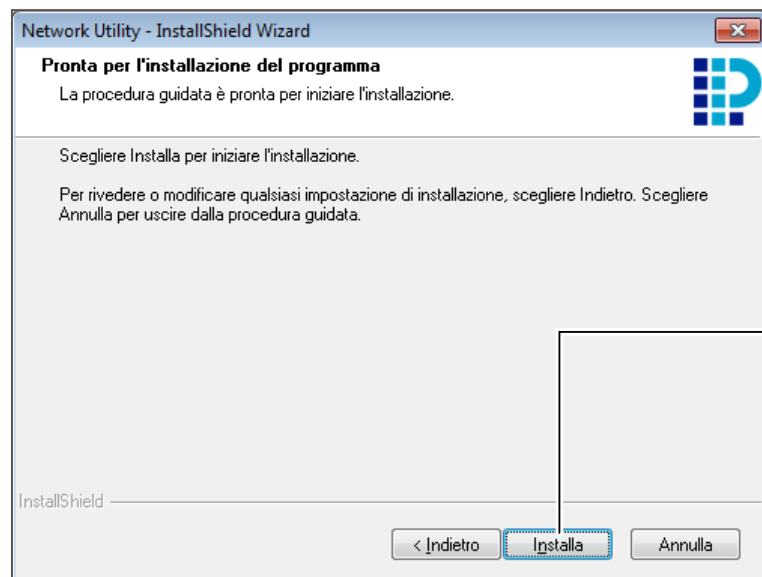 Network Utility - InstallShield Wizard
Pronta per l'installazione del programma
La procedura guidata è pronta per iniziare l'installazione.
Scegliere Installa per iniziare l'installazione.
Per rivedere o modificare qualsiasi impostazione di installazione, scegliere Indietro. Scegliere
Annulla per uscire dalla procedura guidata.
InstallShield
< Indietro
Installa
Annulla